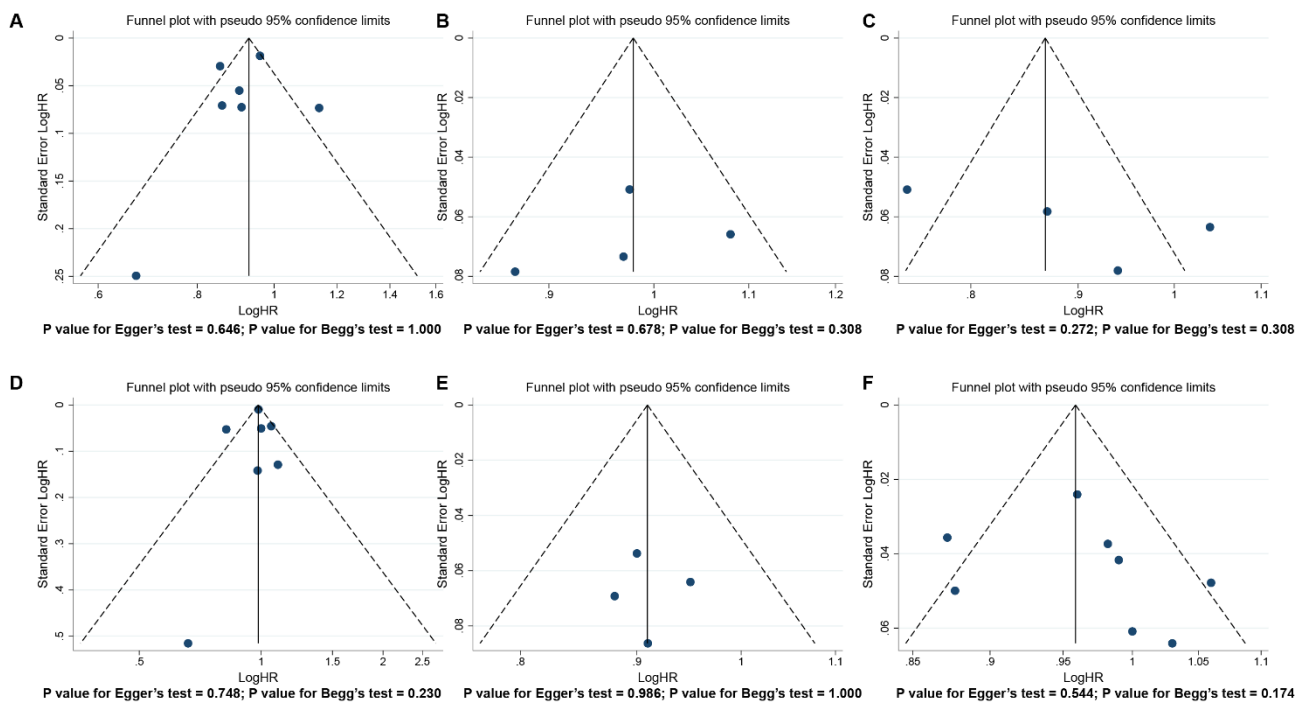 A
Funnel plot with pseudo 95% confidence limits
Standard Error LogHR
0
.05
.1
.15
.2
.25
.6 .8 1 1.2 1.4 1.6
LogHR
P value for Egger's test = 0.646; P value for Begg's test = 1.000
B
Funnel plot with pseudo 95% confidence limits
Standard Error LogHR
0
.02
.04
.06
.08
.9 1 1.1 1.2
LogHR
P value for Egger's test = 0.678; P value for Begg's test = 0.308
C
Funnel plot with pseudo 95% confidence limits
Standard Error LogHR
0
.02
.04
.06
.08
.8 .9 1 1.1
LogHR
P value for Egger's test = 0.272; P value for Begg's test = 0.308
D
Funnel plot with pseudo 95% confidence limits
Standard Error LogHR
0
.1
.2
.3
.4
.5
.5 1 1.5 2 2.5
LogHR
P value for Egger's test = 0.748; P value for Begg's test = 0.230
E
Funnel plot with pseudo 95% confidence limits
Standard Error LogHR
0
.02
.04
.06
.08
.8 .9 1 1.1
LogHR
P value for Egger's test = 0.986; P value for Begg's test = 1.000
F
Funnel plot with pseudo 95% confidence limits
Standard Error LogHR
0
.02
.04
.06
.85 .9 .95 1 1.05 1.1
LogHR
P value for Egger's test = 0.544; P value for Begg's test = 0.174